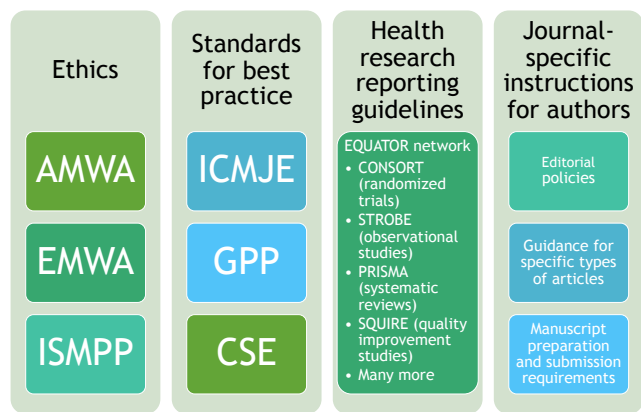 Ethics
AMWA
EMWA
ISMPP
Standards
for best
practice
ICMJE
GPP
CSE
Health
research
reporting
guidelines
EQUATOR network
• CONSORT
(randomized
trials)
• STROBE
(observational
studies)
• PRISMA
(systematic
reviews)
• SQUIRE (quality
improvement
studies)
• Many more
Journal-
specific
instructions
for authors
Editorial
policies
Guidance for
specific types
of articles
Manuscript
preparation
and submission
requirements